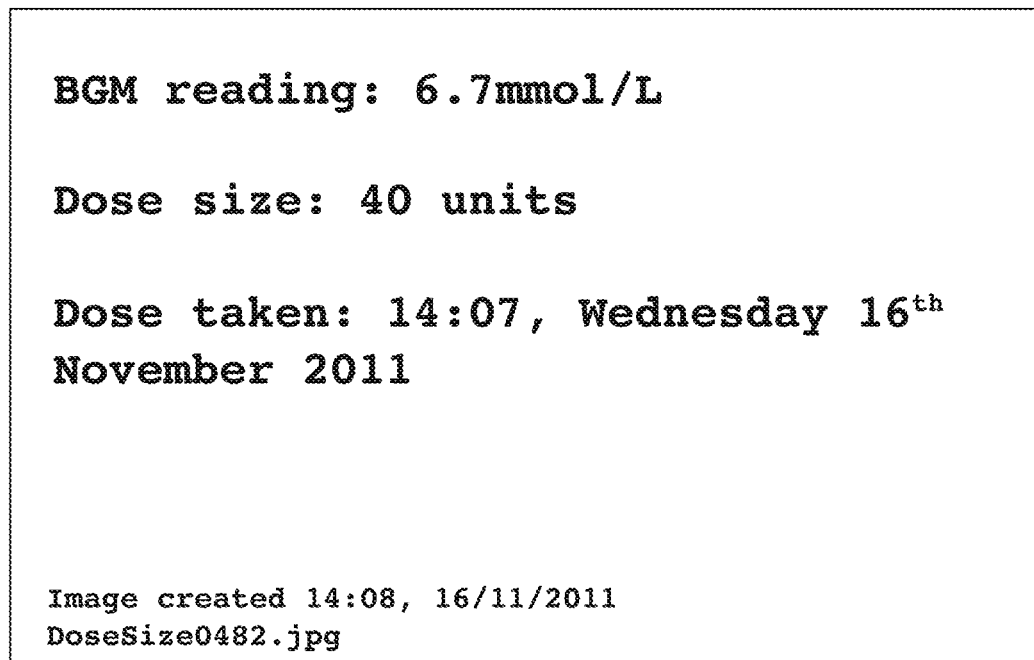 BGM reading: 6.7mmol/L
Dose size: 40 units
Dose taken: 14:07, Wednesday 16th
November 2011
Image created 14:08, 16/11/2011
DoseSize0482.jpg